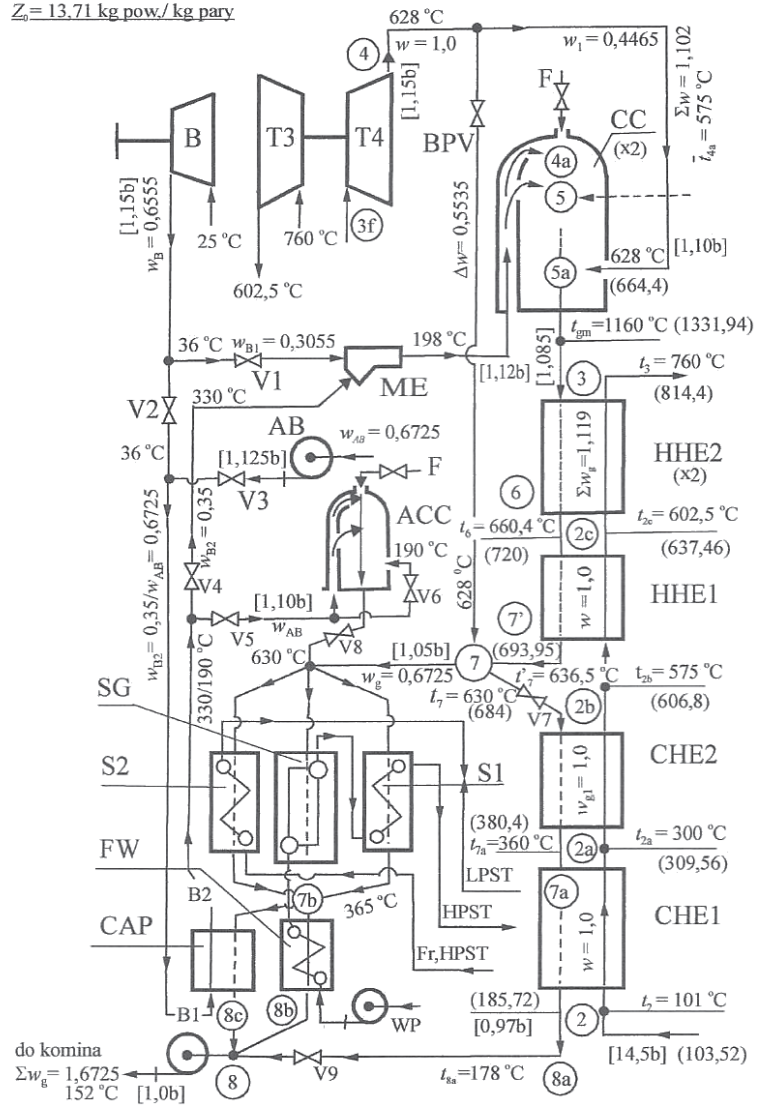 Z₀ = 13,71 kg pow./ kg pary
628 °C
w = 1,0
w₁ = 0,4465
4
[1,15b]
Σw = 1,102
t̄₄ₐ = 575 °C
F
CC
(x2)
B
T3
T4
BPV
4a
5
[1,15b]
w_B = 0,6555
25 °C
760 °C
3f
Δw = 0,5535
628 °C
[1,10b]
5a
(664,4)
602,5 °C
t_gm=1160 °C (1331,94)
36 °C
w_B1 = 0,3055
198 °C
[1,12b]
[1,085]
t₃ = 760 °C
(814,4)
V1
ME
3
V2
330 °C
AB
w_AB = 0,6725
Σw_g = 1,119
HHE2
(x2)
36 °C
[1,125b]
F
V3
6
ACC
t₆ = 660,4 °C
2c
t₂c = 602,5 °C
(720)
(637,46)
w_B2 = 0,35
190 °C
628 °C
w = 1,0
HHE1
V4
V6
w_B2 = 0,35/w_AB = 0,6725
[1,10b]
7'
V5
w_AB
V8
330/190 °C
630 °C
[1,05b]
7
(693,95)
w_g = 0,6725
t'₇ = 636,5 °C
t₂b = 575 °C
SG
t₇ = 630 °C
(684)
V7
2b
(606,8)
S2
S1
w_g1 = 1,0
CHE2
(380,4)
FW
t₇ₐ = 360 °C
2a
t₂ₐ = 300 °C
(309,56)
LPST
B2
7b
365 °C
7a
HPST
CAP
w = 1,0
CHE1
Fr,HPST
B1
8c
8b
WP
(185,72)
[0,97b]
2
t₂ = 101 °C
[14,5b] (103,52)
do komina
Σw_g = 1,6725
152 °C
[1,0b]
8
V9
t₈ₐ = 178 °C
8a